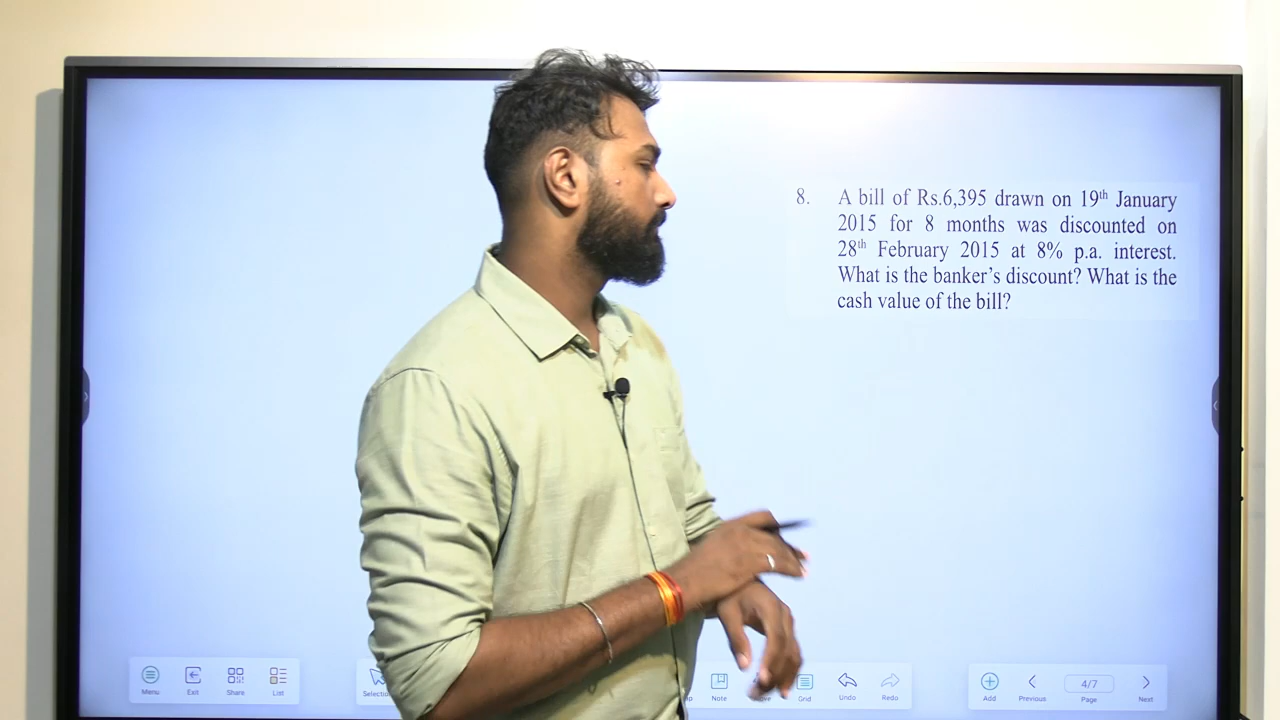 8. A bill of Rs.6,395 drawn on 19th January
2015 for 8 months was discounted on
28th February 2015 at 8% p.a. interest.
What is the banker's discount? What is the
cash value of the bill?
Menu Exit Share List Note Grid Undo Redo Add Previous Page Next
4/7